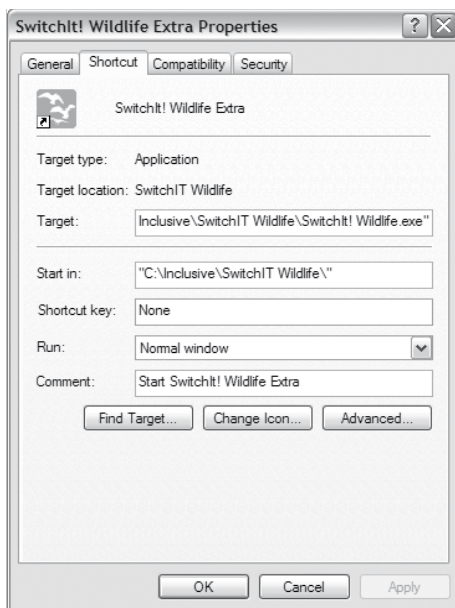 SwitchIt! Wildlife Extra Properties
General Shortcut Compatibility Security
SwitchIt! Wildlife Extra
Target type: Application
Target location: SwitchIT Wildlife
Target: Inclusive\SwitchIT Wildlife\SwitchIt! Wildlife.exe"
Start in: "C:\Inclusive\SwitchIT Wildlife\"
Shortcut key: None
Run: Normal window
Comment: Start SwitchIt! Wildlife Extra
Find Target... Change Icon... Advanced...
OK Cancel Apply